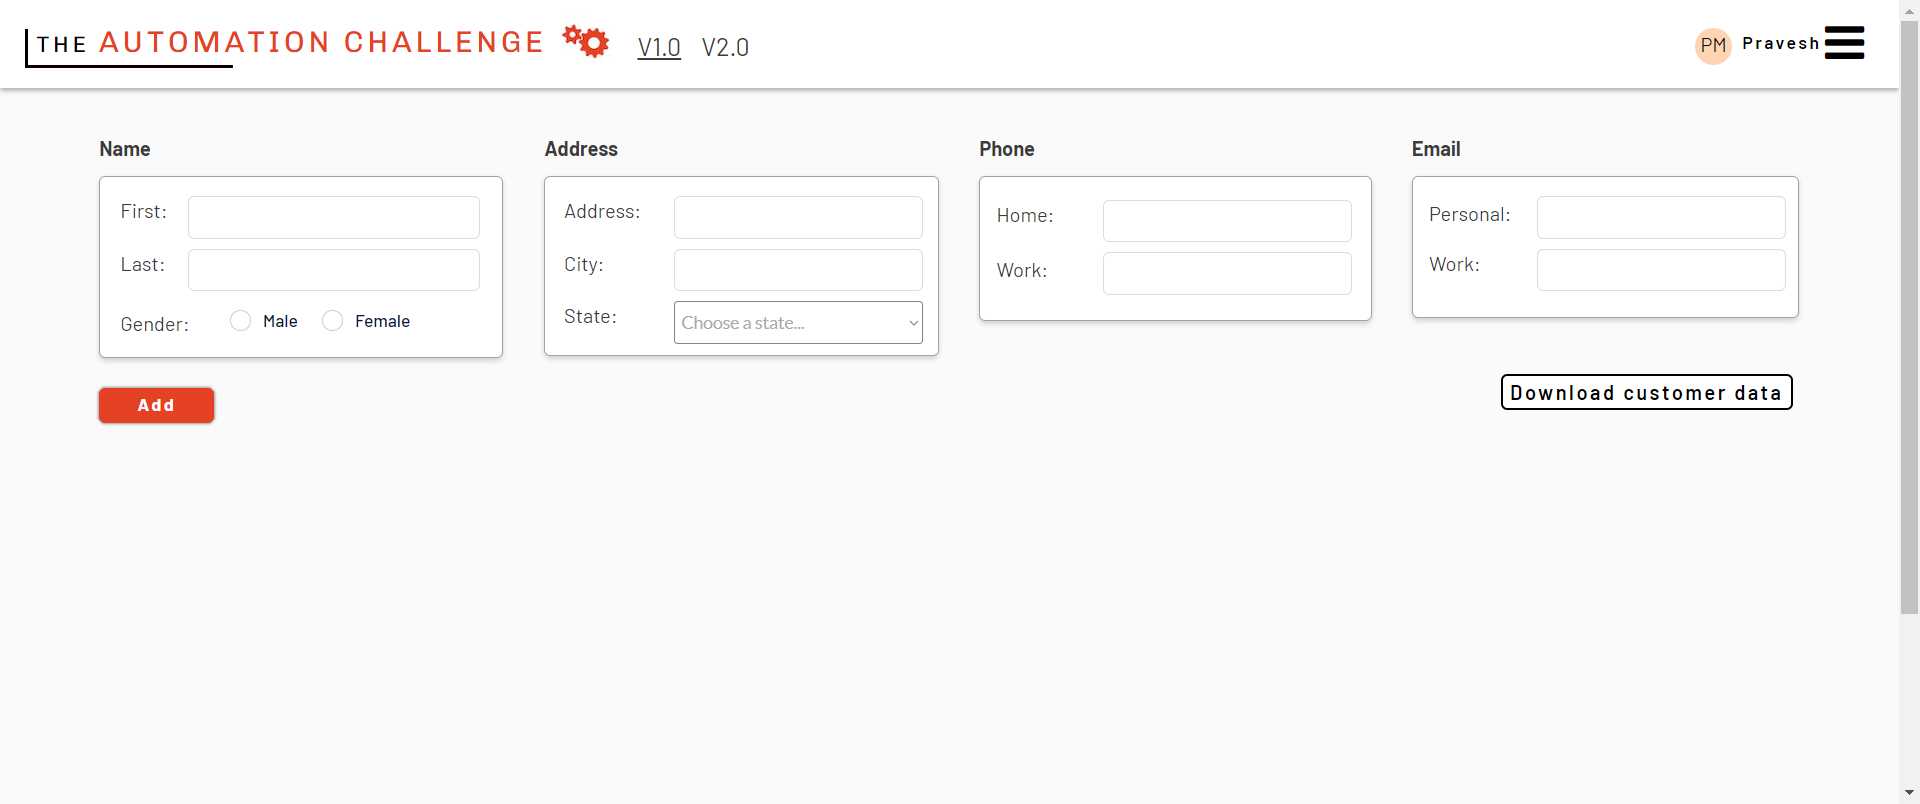 THE AUTOMATION CHALLENGE V1.0 V2.0 PM Pravesh
Name Address Phone Email
First: Address: Home: Personal:
Last: City: Work: Work:
Gender: Male Female State: Choose a state...
Add Download customer data